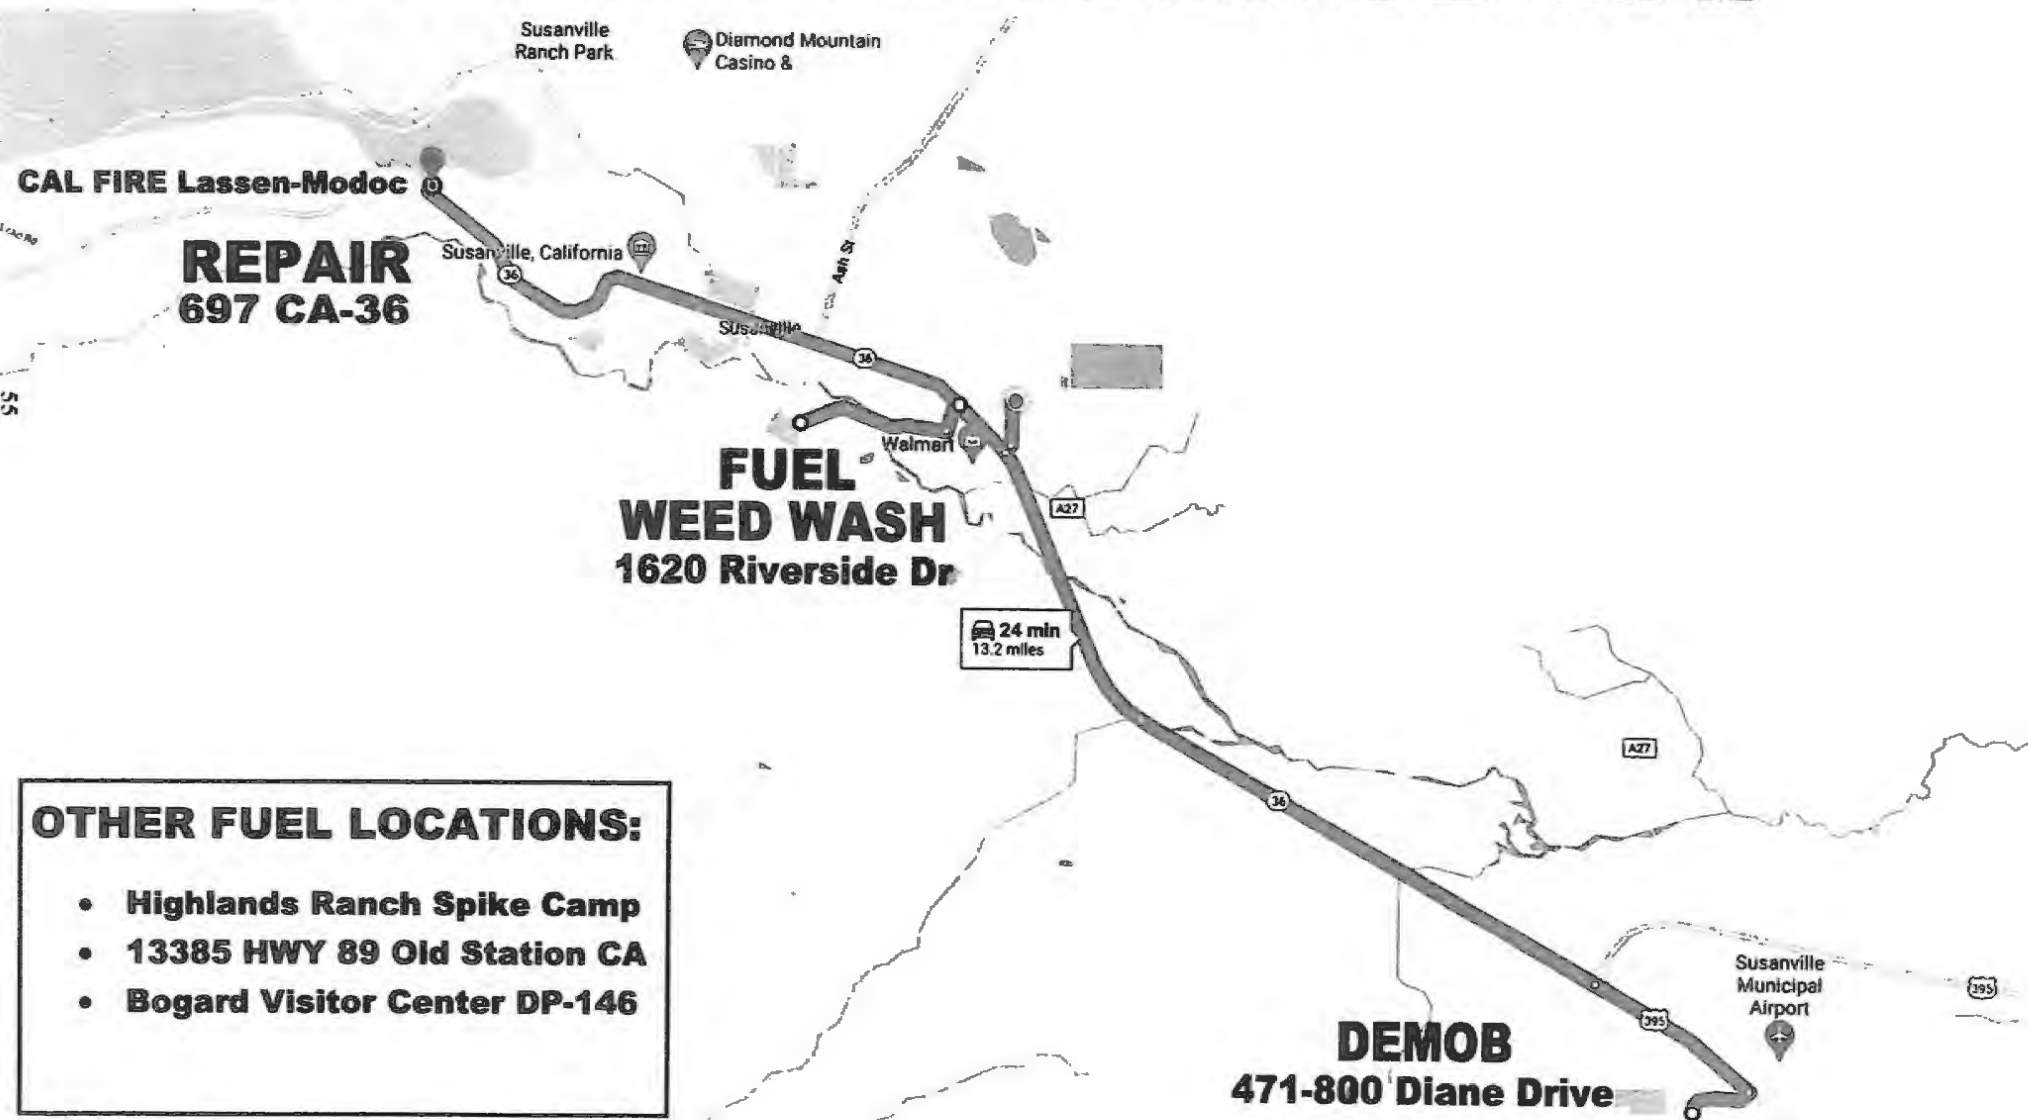 Susanville
Ranch Park
Diamond Mountain
Casino &
CAL FIRE Lassen-Modoc
REPAIR
697 CA-36
Susanville, California
36
Ash St
Susanville
36
55
Walmart
FUEL
WEED WASH
1620 Riverside Dr
A27
24 min
13.2 miles
A27
36
OTHER FUEL LOCATIONS:
• Highlands Ranch Spike Camp
• 13385 HWY 89 Old Station CA
• Bogard Visitor Center DP-146
Susanville
Municipal
Airport
395
395
DEMOB
471-800 Diane Drive